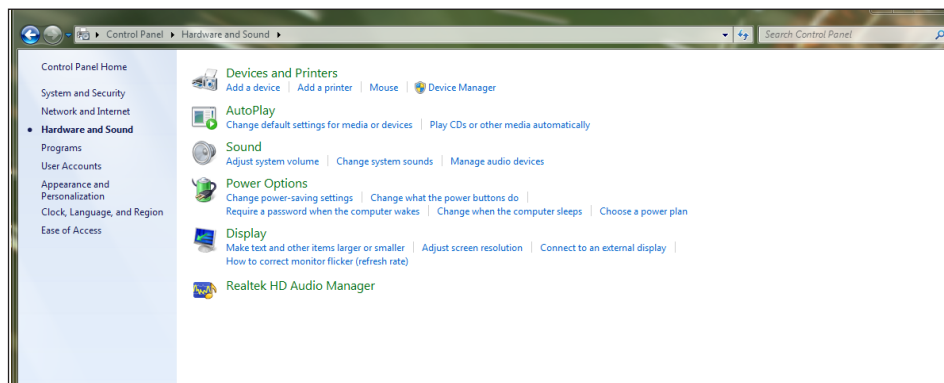 Control Panel Hardware and Sound Search Control Panel
Control Panel Home
System and Security
Network and Internet
Hardware and Sound
Programs
User Accounts
Appearance and
Personalization
Clock, Language, and Region
Ease of Access
Devices and Printers
Add a device Add a printer Mouse Device Manager
AutoPlay
Change default settings for media or devices Play CDs or other media automatically
Sound
Adjust system volume Change system sounds Manage audio devices
Power Options
Change power-saving settings Change what the power buttons do
Require a password when the computer wakes Change when the computer sleeps Choose a power plan
Display
Make text and other items larger or smaller Adjust screen resolution Connect to an external display
How to correct monitor flicker (refresh rate)
Realtek HD Audio Manager